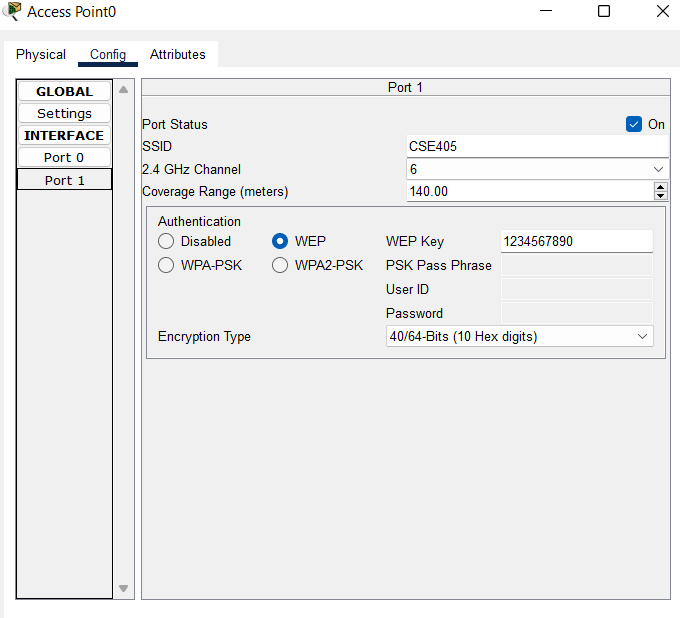 Access Point0
Physical Config Attributes
GLOBAL
Settings
INTERFACE
Port 0
Port 1
Port 1
Port Status On
SSID CSE405
2.4 GHz Channel 6
Coverage Range (meters) 140.00
Authentication
Disabled WEP WEP Key 1234567890
WPA-PSK WPA2-PSK PSK Pass Phrase
User ID
Password
Encryption Type 40/64-Bits (10 Hex digits)